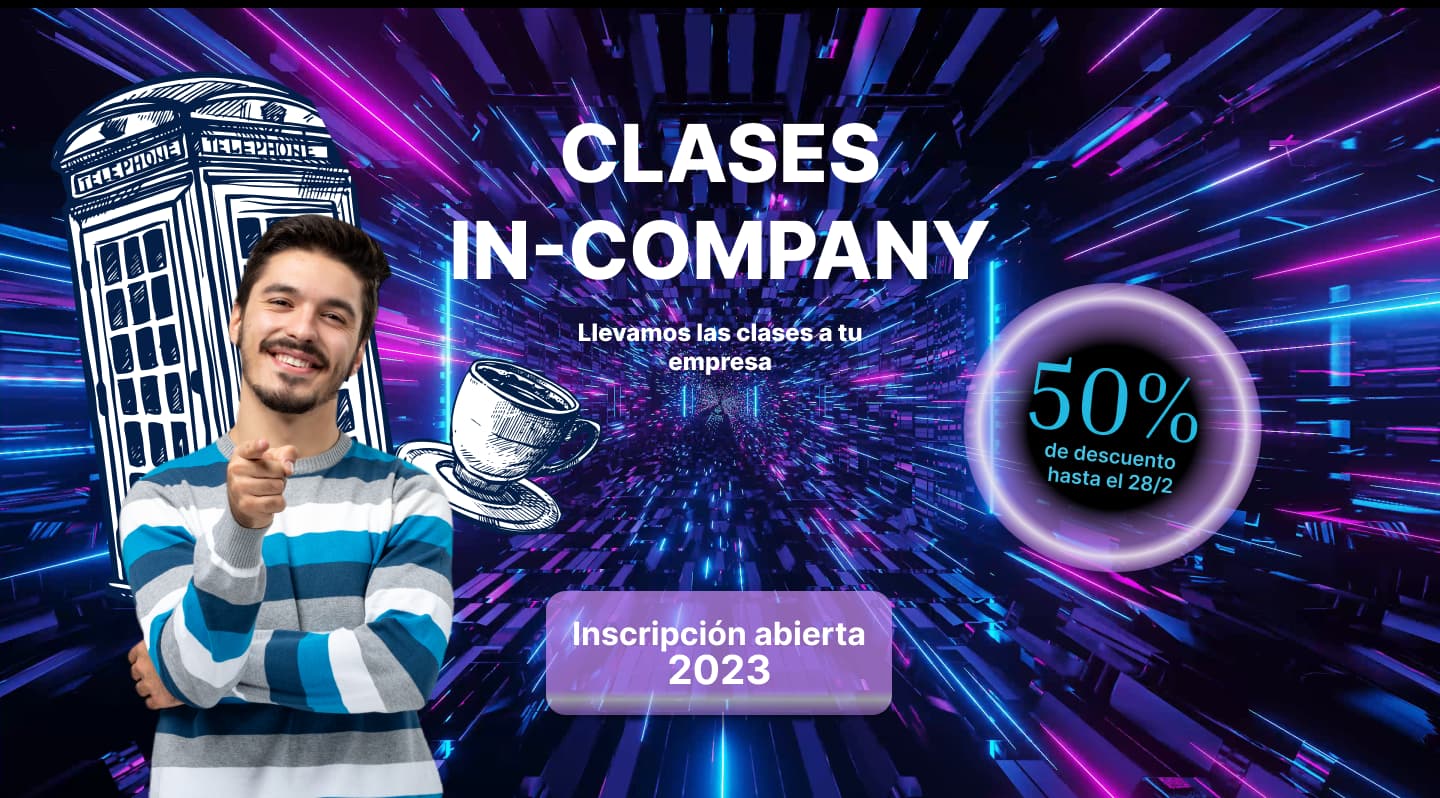 TELEPHONE TELEPHONE
CLASES
IN-COMPANY
Llevamos las clases a tu
empresa
50%
de descuento
hasta el 28/2
Inscripción abierta
2023